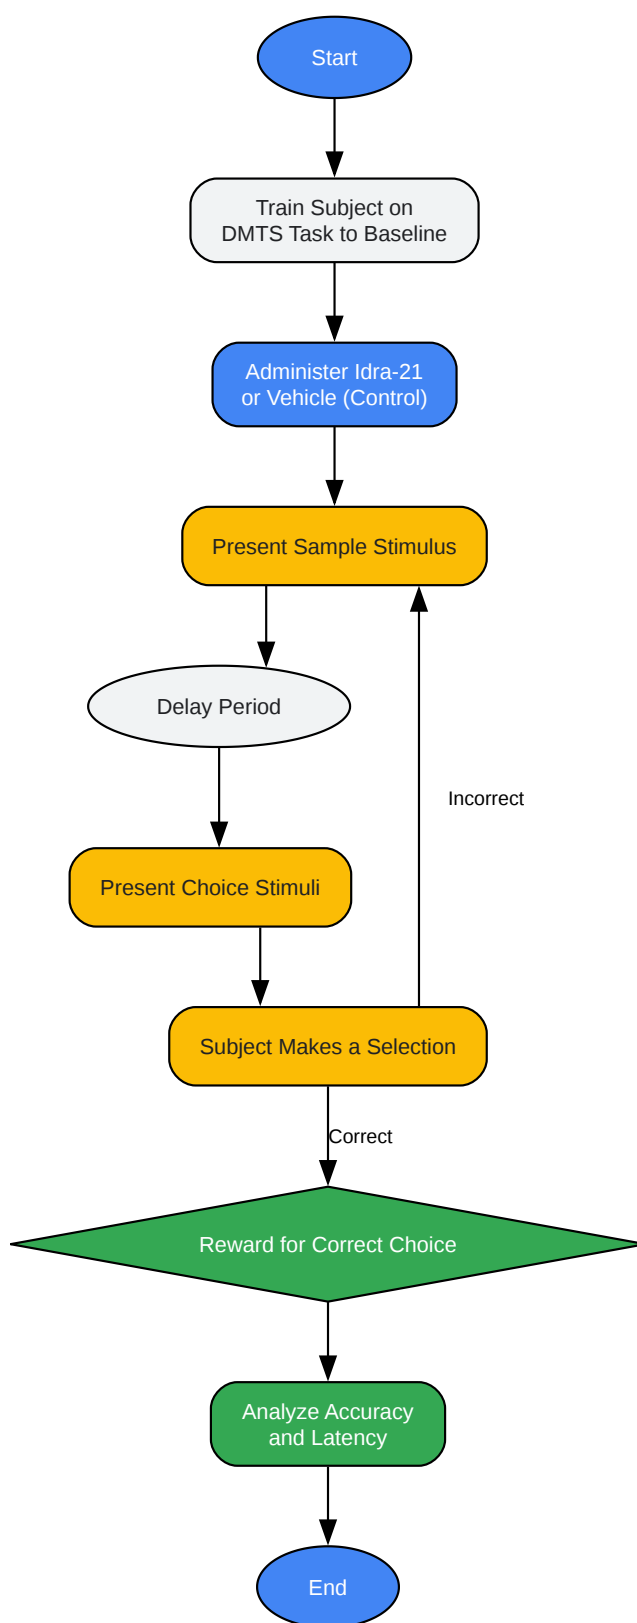 Start
Train Subject on
DMTS Task to Baseline
Administer Idra-21
or Vehicle (Control)
Present Sample Stimulus
Delay Period
Incorrect
Present Choice Stimuli
Subject Makes a Selection
Correct
Reward for Correct Choice
Analyze Accuracy
and Latency
End